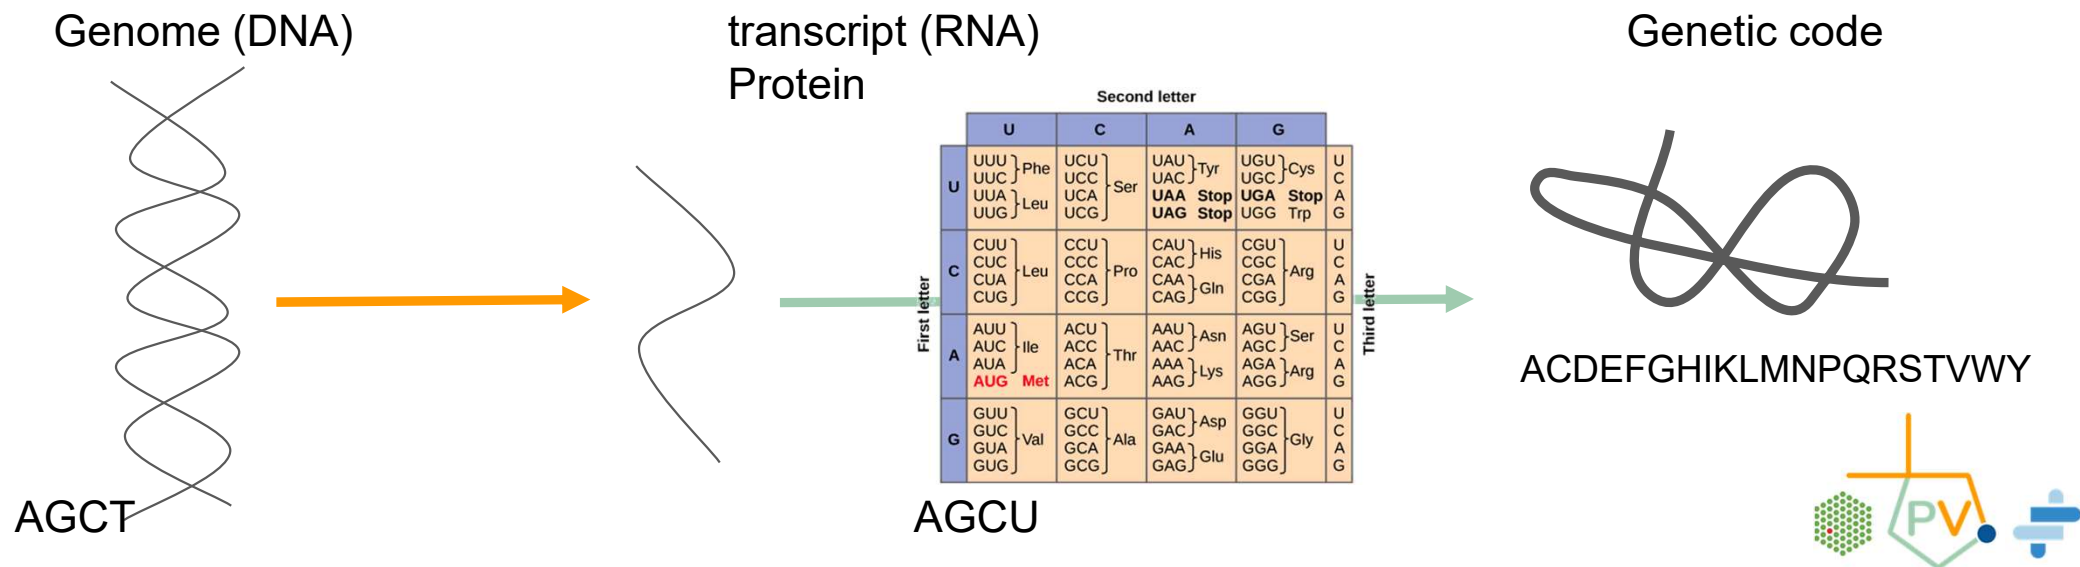 Genome (DNA)
transcript (RNA)
Protein
Genetic code
Second letter
U C A G
First letter
Third letter
U
UUU Phe UCU Ser UAU Tyr UGU Cys U
UUC UCC UAC UGC C
UUA Leu UCA UAA Stop UGA Stop A
UUG UCG UAG Stop UGG Trp G
C
CUU Leu CCU Pro CAU His CGU Arg U
CUC CCC CAC CGC C
CUA CCA CAA Gln CGA A
CUG CCG CAG CGG G
A
AUU Ile ACU Thr AAU Asn AGU Ser U
AUC ACC AAC AGC C
AUA ACA AAA Lys AGA Arg A
AUG Met ACG AAG AGG G
G
GUU Val GCU Ala GAU Asp GGU Gly U
GUC GCC GAC GGC C
GUA GCA GAA Glu GGA A
GUG GCG GAG GGG G
ACDEFGHIKLMNPQRSTVWY
AGCT
AGCU
PV